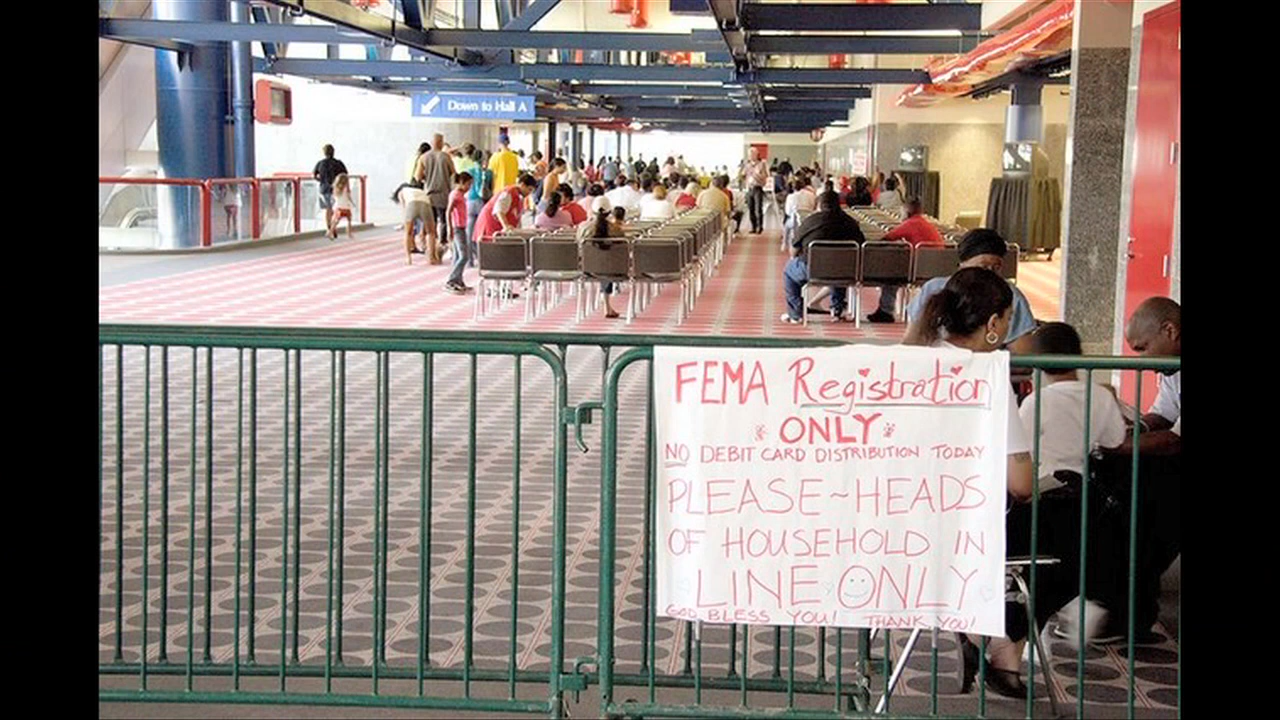 Down to Hall A
FEMA Registration
ONLY
NO DEBIT CARD DISTRIBUTION TODAY
PLEASE~HEADS
OF HOUSEHOLD IN
LINE ONLY
GOD BLESS YOU! THANK YOU!